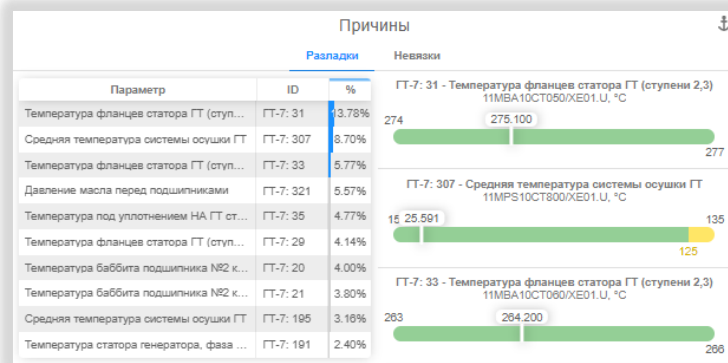 Причины
Разладки Невязки
Параметр ID %
Температура фланцев статора ГТ (ступ... ГТ-7: 31 13.78%
Средняя температура системы осушки ГТ ГТ-7: 307 8.70%
Температура фланцев статора ГТ (ступ... ГТ-7: 33 5.77%
Давление масла перед подшипниками ГТ-7: 321 5.57%
Температура под уплотнением НА ГТ ст... ГТ-7: 35 4.77%
Температура фланцев статора ГТ (ступ... ГТ-7: 29 4.14%
Температура баббита подшипника №2 к... ГТ-7: 20 4.00%
Температура баббита подшипника №2 к... ГТ-7: 21 3.80%
Средняя температура системы осушки ГТ ГТ-7: 195 3.16%
Температура статора генератора, фаза ... ГТ-7: 191 2.40%
ГТ-7: 31 - Температура фланцев статора ГТ (ступени 2,3)
11MBA10CT050/XE01.U, °C
274 275.100
277
ГТ-7: 307 - Средняя температура системы осушки ГТ
11MPS10CT800/XE01.U, °C
15 25.591 135
125
ГТ-7: 33 - Температура фланцев статора ГТ (ступени 2,3)
11MBA10CT060/XE01.U, °C
263 264.200
266